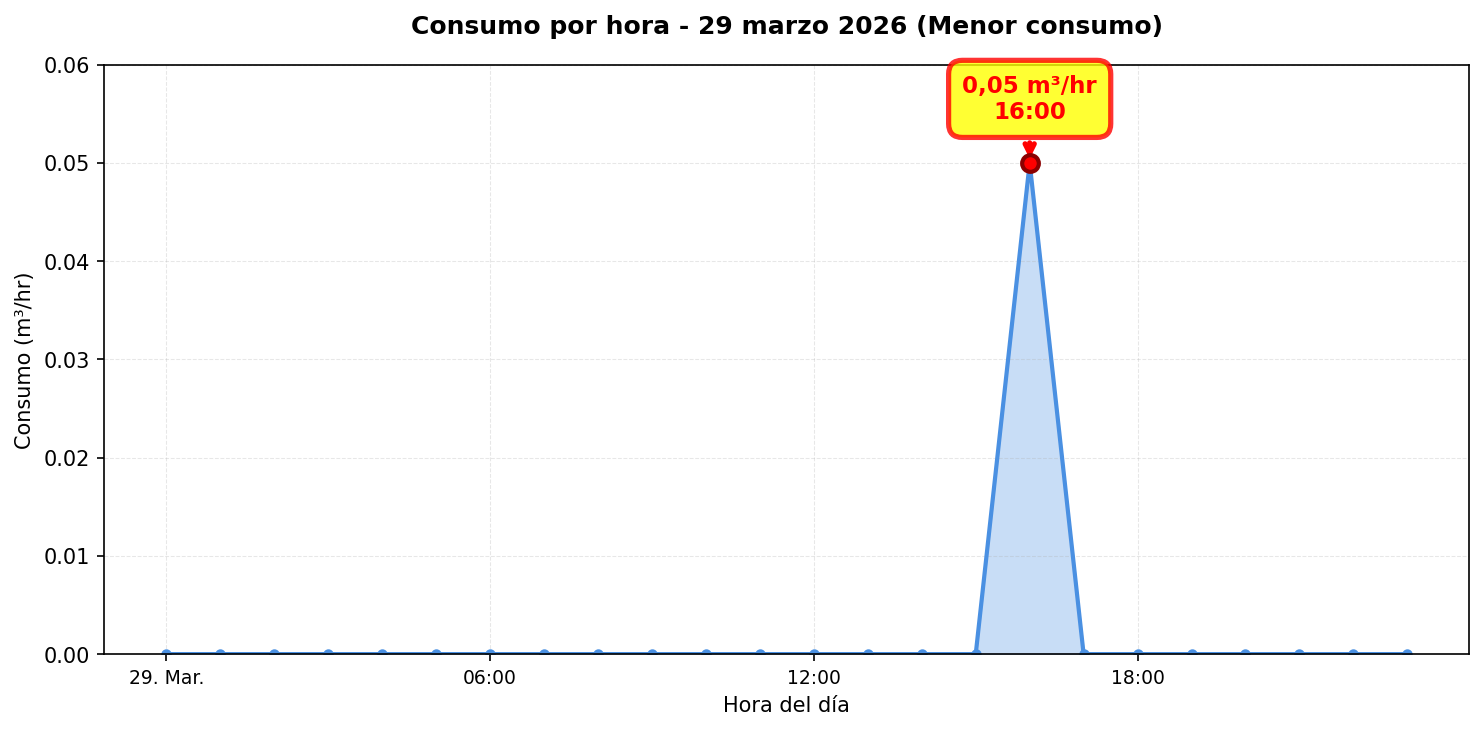 Consumo por hora - 29 marzo 2026 (Menor consumo)
0,05 m³/hr
16:00
Consumo (m³/hr)
0.06
0.05
0.04
0.03
0.02
0.01
0.00
29. Mar.
06:00
12:00
18:00
Hora del día